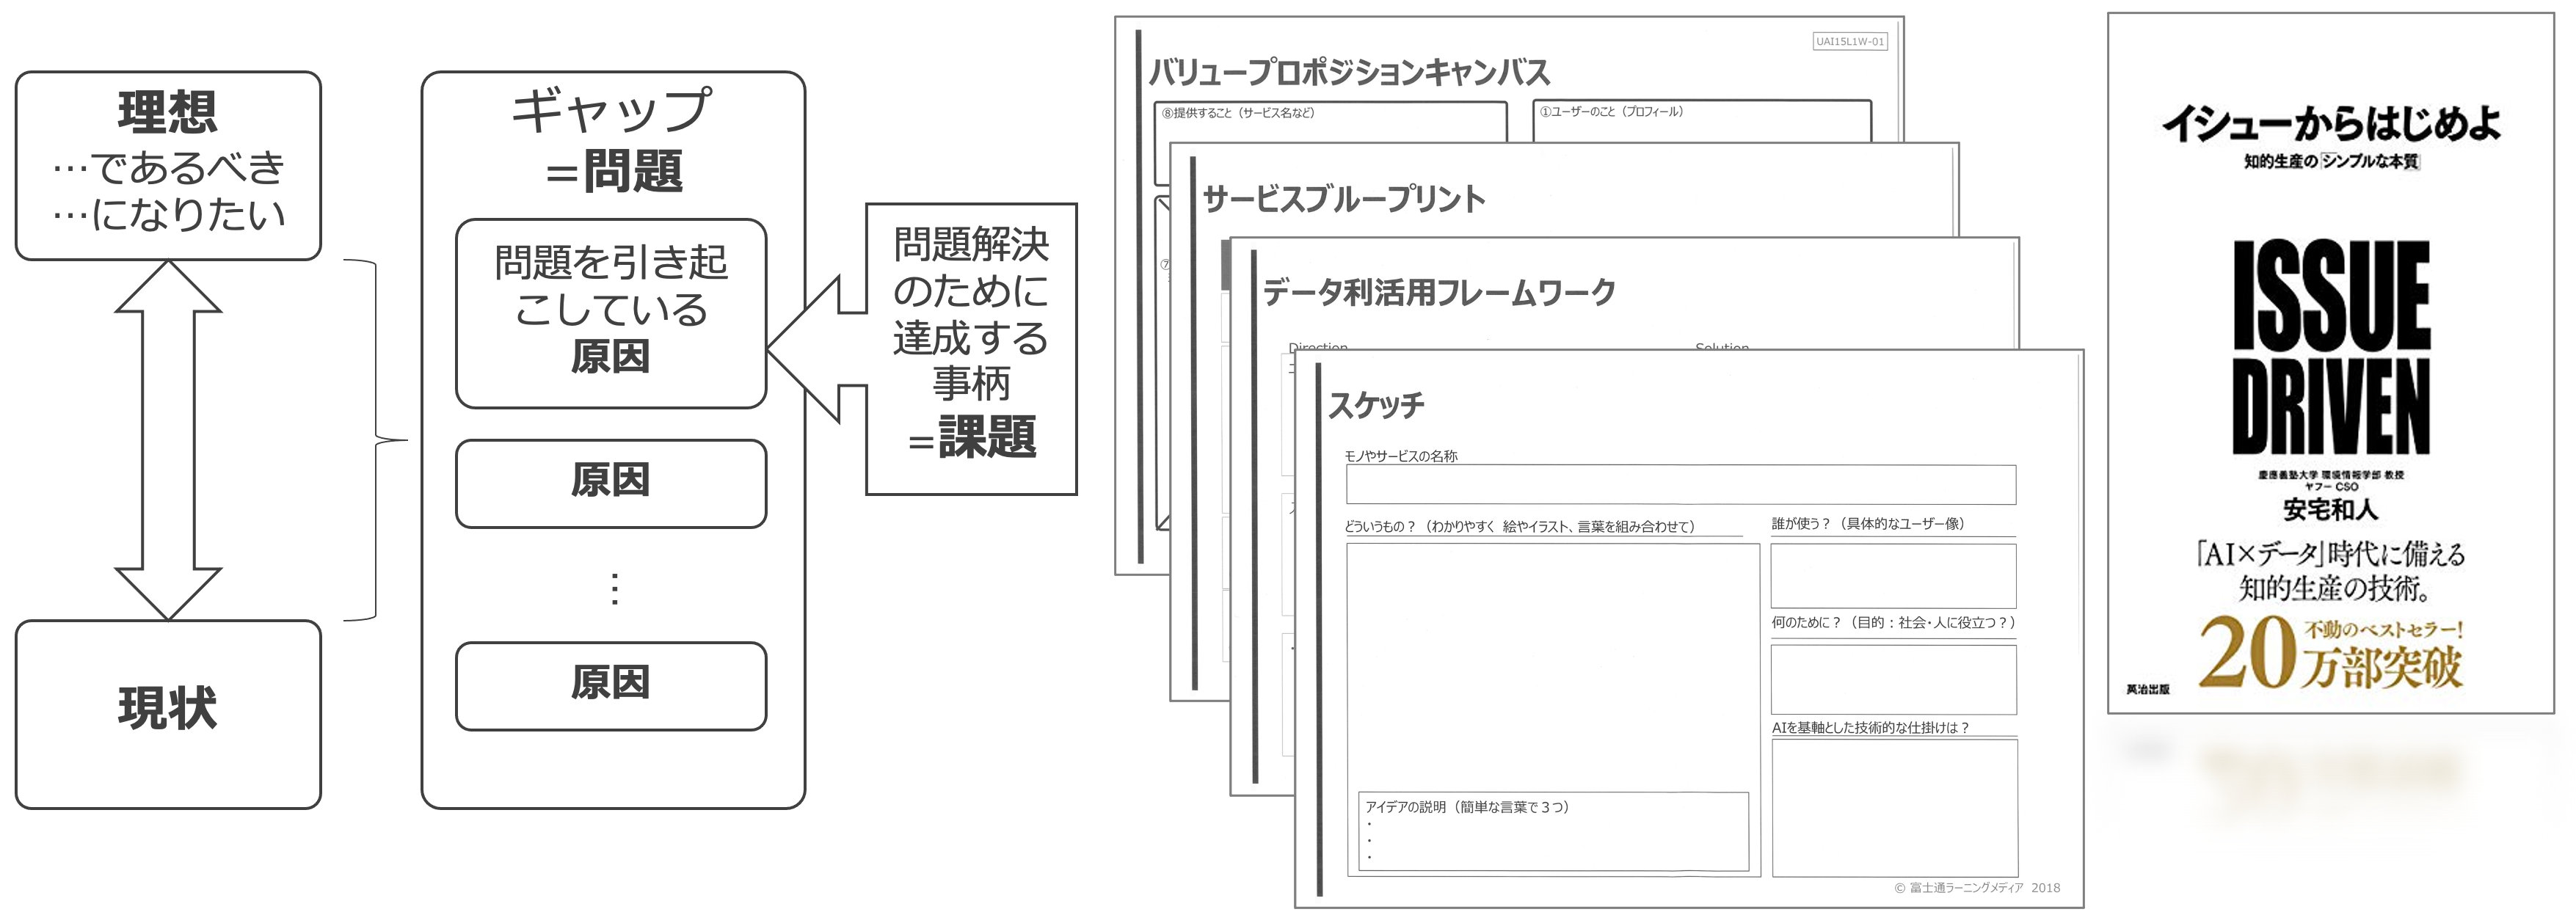 理想
…であるべき
…になりたい
現状
ギャップ
=問題
問題を引き起
こしている
原因
原因
⋮
原因
問題解決
のために
達成する
事柄
=課題
UAI15L1W-01
バリュープロポジションキャンバス
⑧提供すること（サービス名など）
①ユーザーのこと（プロフィール）
⑦
サービスブループリント
データ利活用フレームワーク
Direction
Solution
スケッチ
モノやサービスの名称
どういうもの？（わかりやすく 絵やイラスト、言葉を組み合わせて）
アイデアの説明（簡単な言葉で３つ）
・
・
・
誰が使う？（具体的なユーザー像）
何のために？（目的：社会・人に役立つ？）
AIを基軸とした技術的な仕掛けは？
© 富士通ラーニングメディア 2018
イシューからはじめよ
知的生産の「シンプルな本質」
ISSUE
DRIVEN
慶應義塾大学 環境情報学部 教授
ヤフー CSO
安宅和人
「AI×データ」時代に備える
知的生産の技術。
不動のベストセラー!
20万部突破
英治出版